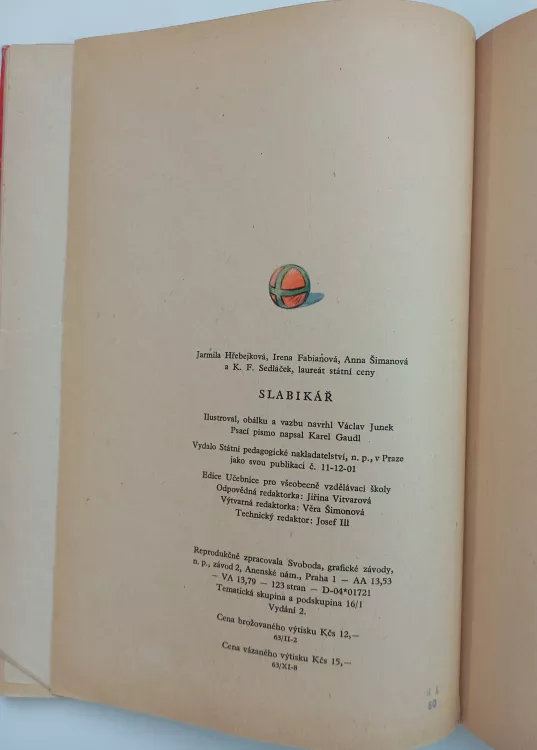 Jarmila Hřebejková, Irena Fabiánová, Anna Šimanová
a K. F. Sedláček, laureát státní ceny
SLABIKÁŘ
Ilustroval, obálku a vazbu navrhl Václav Junek
Psací písmo napsal Karel Gaudl
Vydalo Státní pedagogické nakladatelství, n. p., v Praze
jako svou publikaci č. 11-12-01
Edice Učebnice pro všeobecně vzdělávací školy
Odpovědná redaktorka: Jiřina Vitvarová
Výtvarná redaktorka: Věra Šimonová
Technický redaktor: Josef Ill
Reprodukčně zpracovala Svoboda, grafické závody,
n. p., závod 2, Anenské nám., Praha 1 — AA 13,53
— VA 13,79 — 123 stran — D-04*01721
Tematická skupina a podskupina 16/1
Vydání 2.
Cena brožovaného výtisku Kčs 12,—
63/II-2
Cena vázaného výtisku Kčs 15,—
63/XI-8